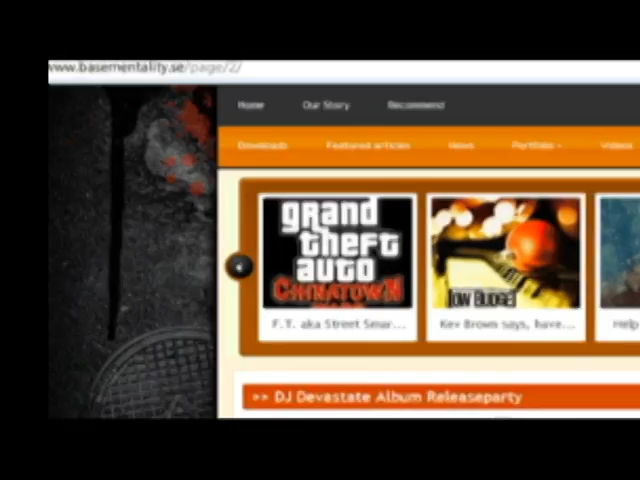 www.basementality.se/page/2/
Home Our Story Recommend
Downloads Featured articles News Portfolio Videos
grand
theft
auto
Chinatown
Low Budget
F.T. aka Street Smar... Kev Brown says, have... Help
>> DJ Devastate Album Releaseparty